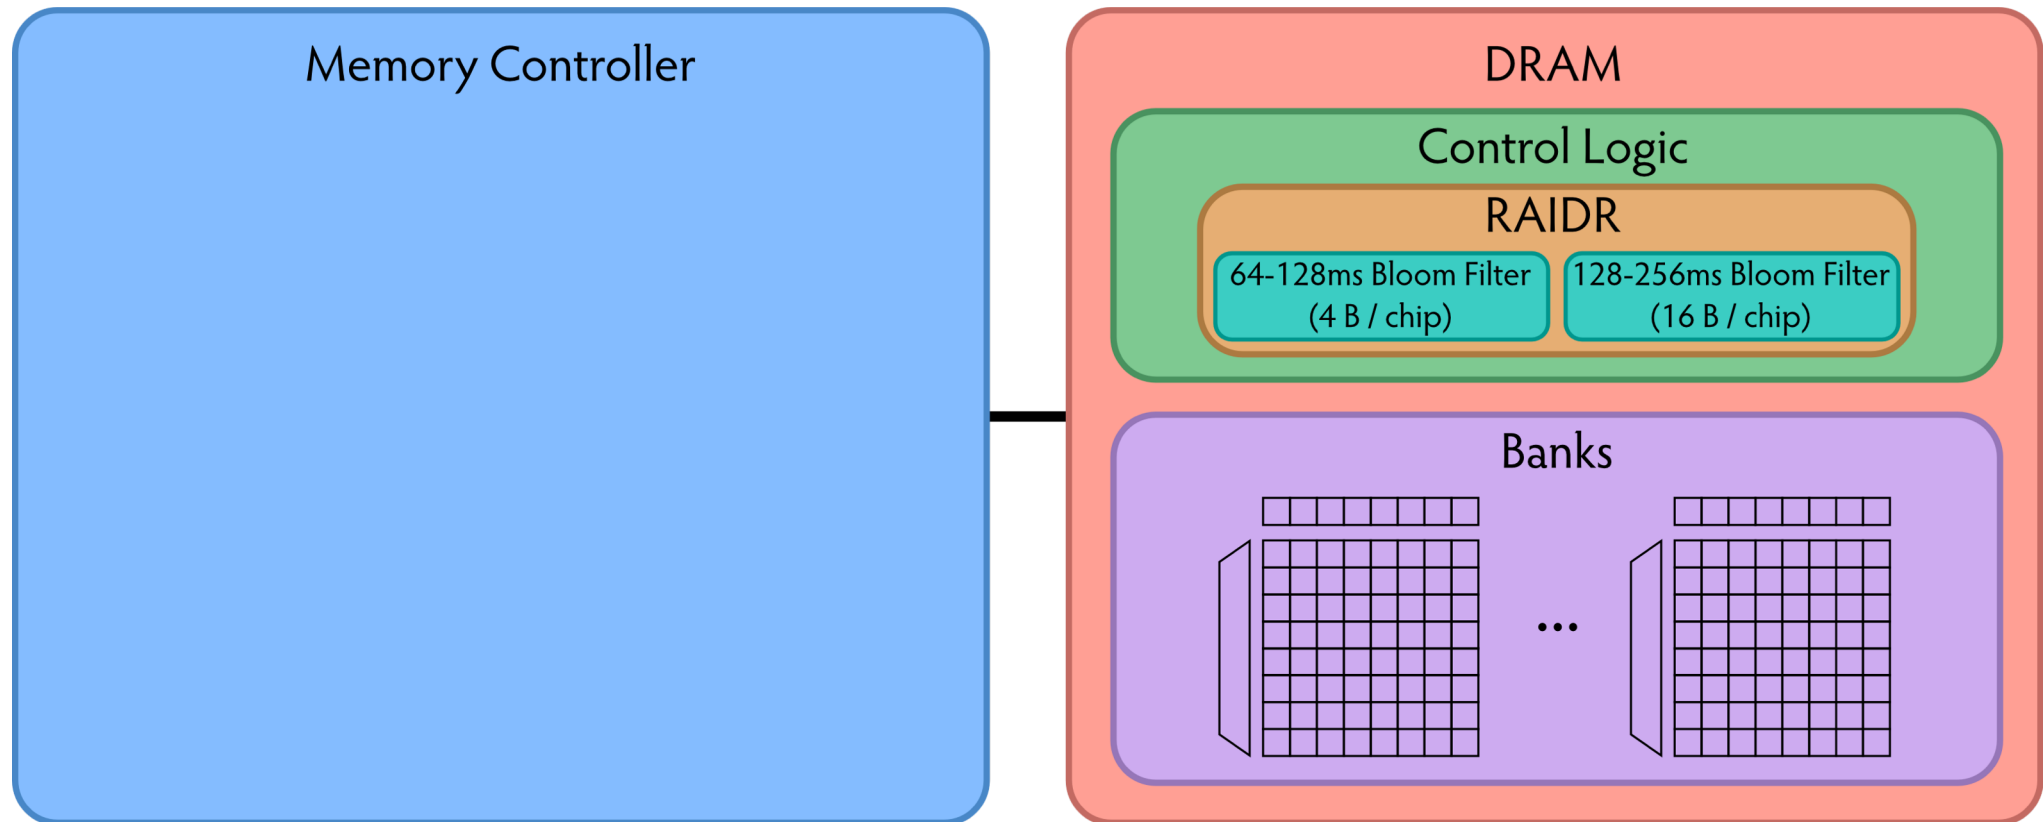 Memory Controller
DRAM
Control Logic
RAIDR
64-128ms Bloom Filter
(4 B / chip)
128-256ms Bloom Filter
(16 B / chip)
Banks
...